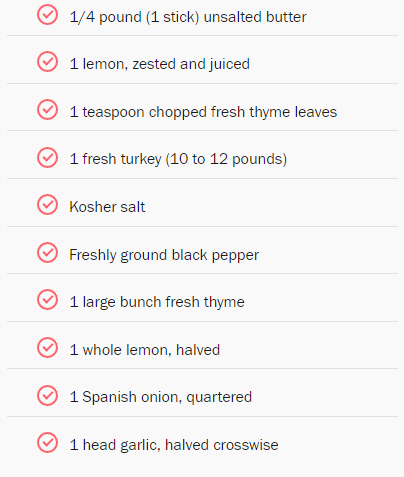 1/4 pound (1 stick) unsalted butter
1 lemon, zested and juiced
1 teaspoon chopped fresh thyme leaves
1 fresh turkey (10 to 12 pounds)
Kosher salt
Freshly ground black pepper
1 large bunch fresh thyme
1 whole lemon, halved
1 Spanish onion, quartered
1 head garlic, halved crosswise